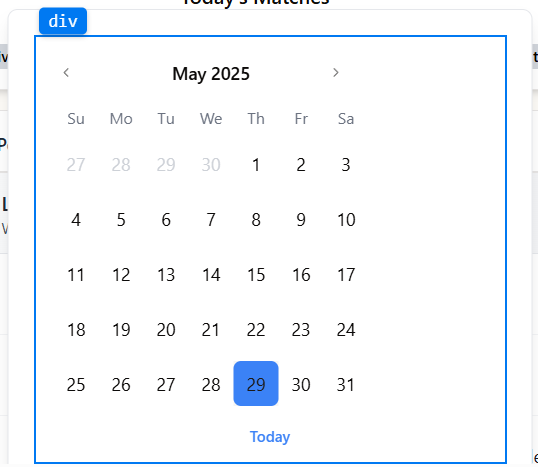 Today's Matches
div
May 2025
Su Mo Tu We Th Fr Sa
27 28 29 30 1 2 3
4 5 6 7 8 9 10
11 12 13 14 15 16 17
18 19 20 21 22 23 24
25 26 27 28 29 30 31
Today